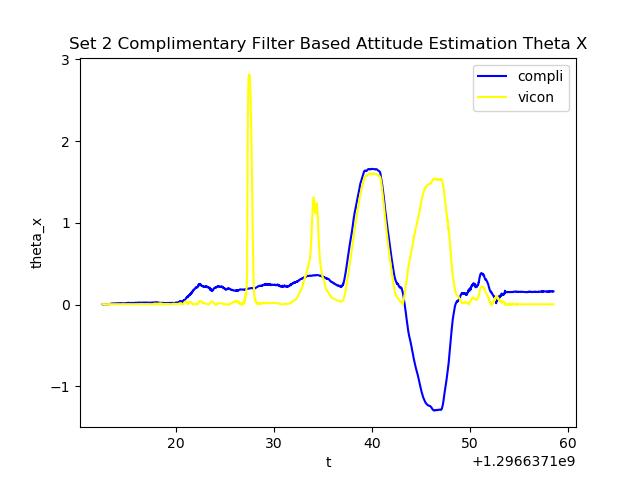 Set 2 Complimentary Filter Based Attitude Estimation Theta X
3
compli
vicon
2
1
theta_x
0
−1
20
30
40
50
60
t
+1.2966371e9